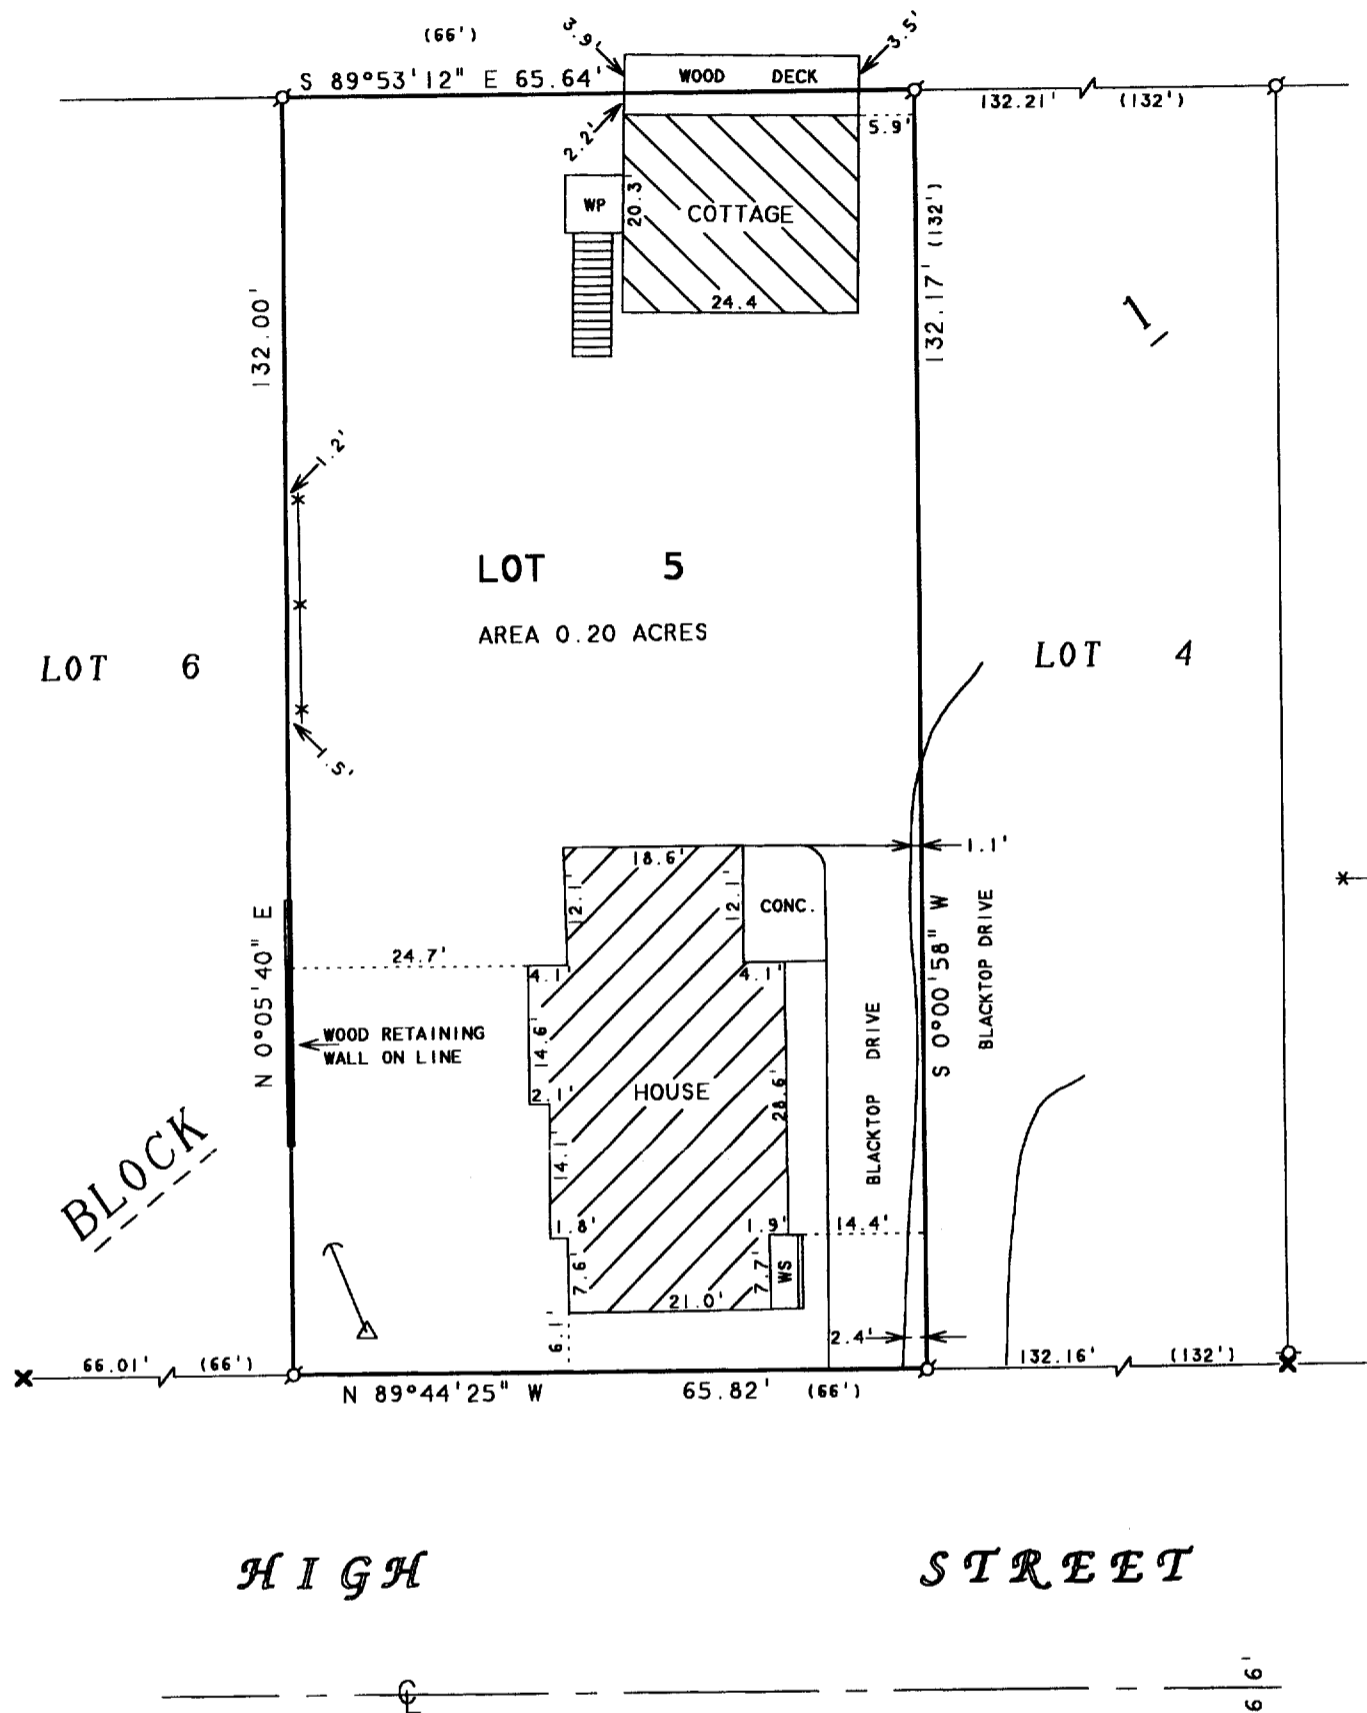 (66')
3.9'
3.5'
S 89°53'12" E 65.64'
WOOD DECK
132.21' (132')
2.2'
5.9'
WP
20.3'
COTTAGE
24.4
132.00'
132.17' (132')
1
1.2'
LOT 5
AREA 0.20 ACRES
LOT 6
LOT 4
1.5'
18.6'
1.1'
12.1'
12.1'
CONC.
24.7'
4.1'
4.1'
N 0°05'40" E
S 0°00'58" W
BLACKTOP DRIVE
BLACKTOP DRIVE
WOOD RETAINING
WALL ON LINE
14.6'
2.1'
HOUSE
28.6'
BLOCK
14.1'
1.8'
1.9'
14.4'
7.6'
7.7'
WS
21.0'
6.1'
2.4'
66.01' (66')
132.16' (132')
N 89°44'25" W 65.82' (66')
HIGH STREET
66'